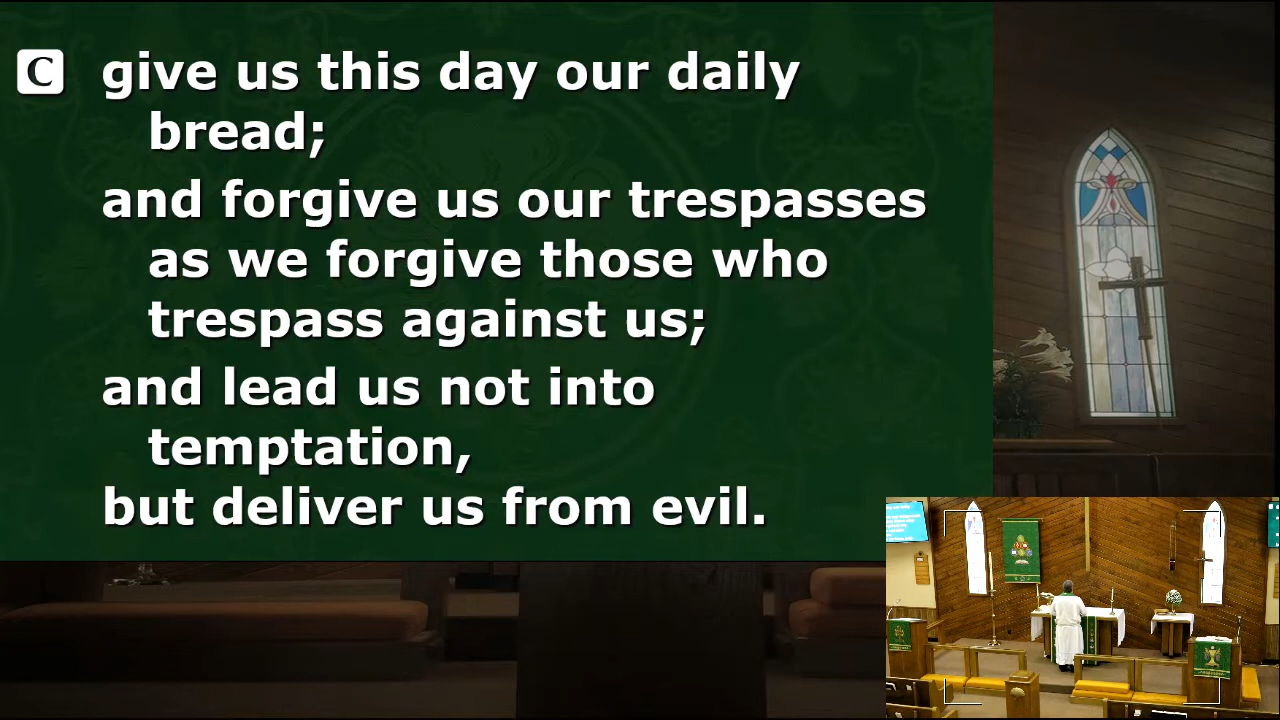 C give us this day our daily
bread;
and forgive us our trespasses
as we forgive those who
trespass against us;
and lead us not into
temptation,
but deliver us from evil.